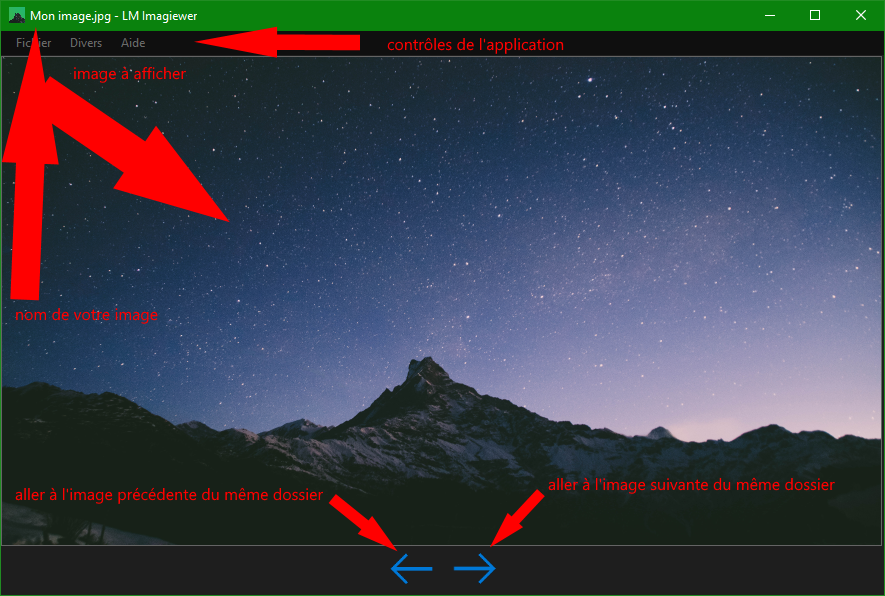 Mon image.jpg - LM Imagiewer
Fichier Divers Aide
contrôles de l'application
image à afficher
nom de votre image
aller à l'image précédente du même dossier
aller à l'image suivante du même dossier